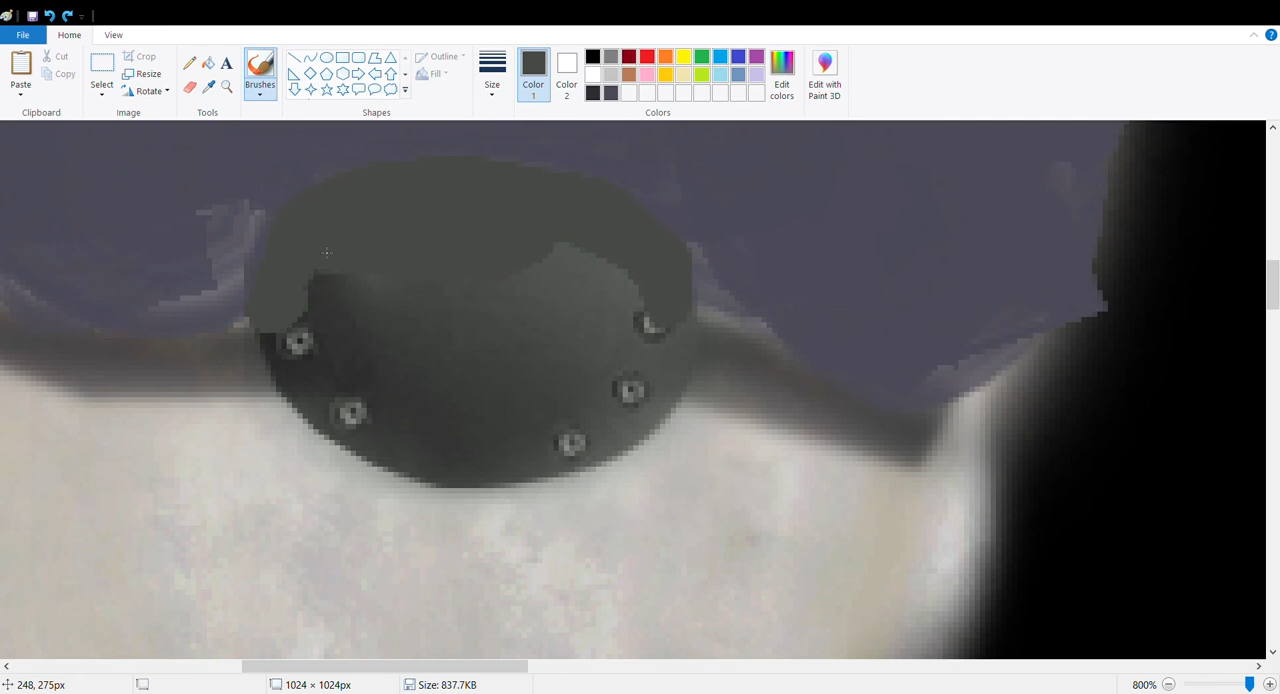 File
Home
View
Paste
Cut
Copy
Clipboard
Select
Crop
Resize
Rotate
Image
A
Tools
Brushes
Outline
Fill
Shapes
Size
Color
1
Color
2
Edit
colors
Edit with
Paint 3D
Colors
?
248, 275px
1024 × 1024px
Size: 837.7KB
800%